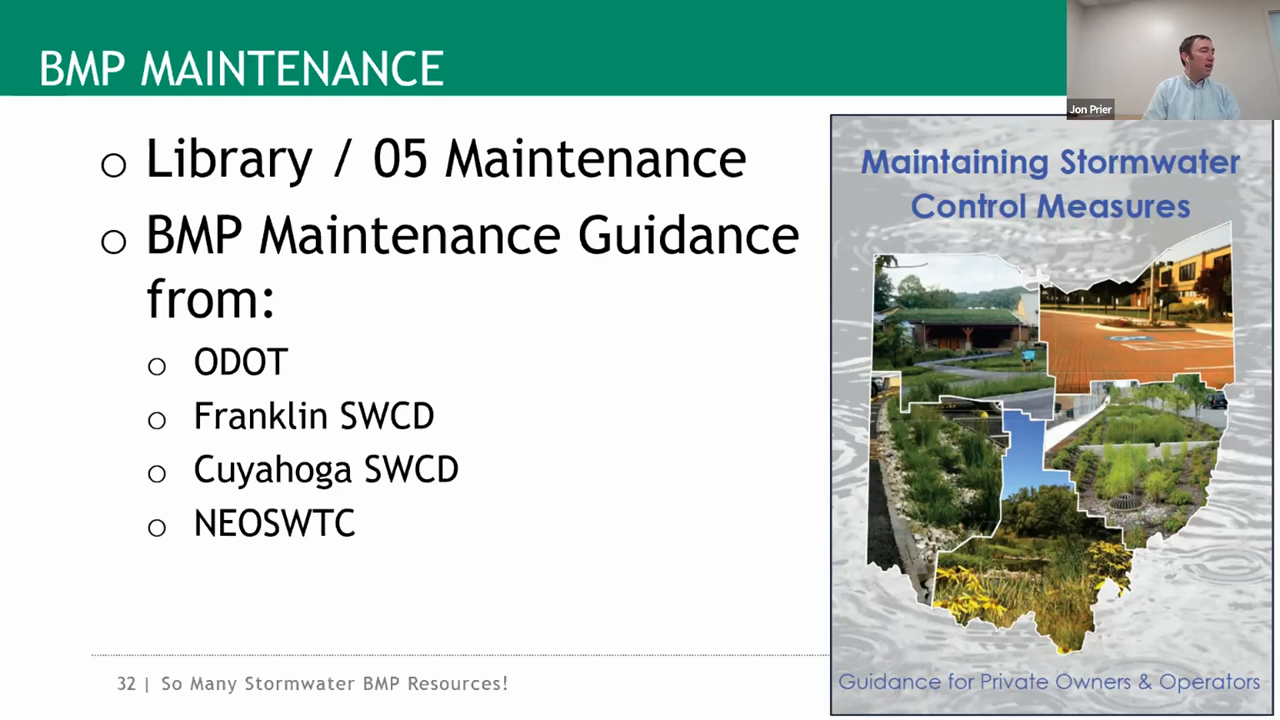 BMP MAINTENANCE
Jon Prier
o Library / 05 Maintenance
o BMP Maintenance Guidance
from:
o ODOT
o Franklin SWCD
o Cuyahoga SWCD
o NEOSWTC
Maintaining Stormwater
Control Measures
Guidance for Private Owners & Operators
32 | So Many Stormwater BMP Resources!